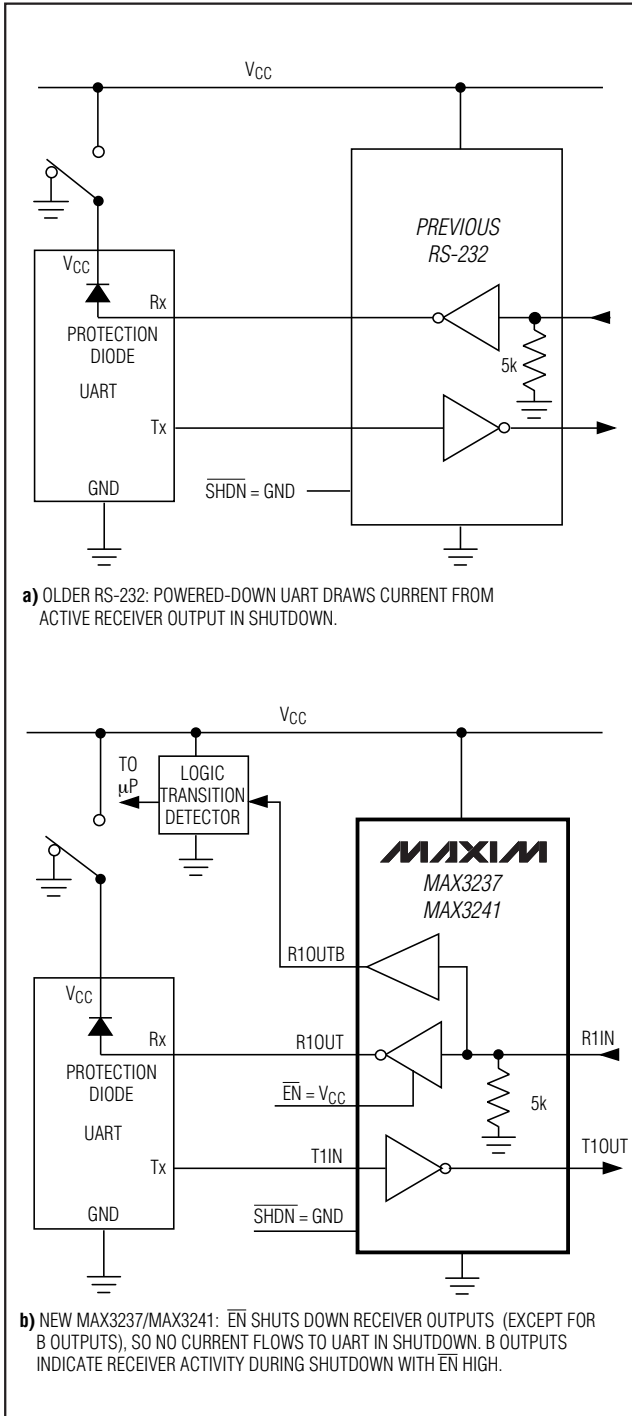 VCC
PREVIOUS
RS-232
VCC
Rx
PROTECTION
DIODE
5k
UART
Tx
GND
SHDN = GND
a) OLDER RS-232: POWERED-DOWN UART DRAWS CURRENT FROM
ACTIVE RECEIVER OUTPUT IN SHUTDOWN.
VCC
TO
µP
LOGIC
TRANSITION
DETECTOR
MAXIM
MAX3237
MAX3241
R1OUTB
VCC
Rx
R1OUT
R1IN
PROTECTION
DIODE
EN = VCC
5k
UART
Tx
T1IN
T1OUT
GND
SHDN = GND
b) NEW MAX3237/MAX3241: EN SHUTS DOWN RECEIVER OUTPUTS (EXCEPT FOR
B OUTPUTS), SO NO CURRENT FLOWS TO UART IN SHUTDOWN. B OUTPUTS
INDICATE RECEIVER ACTIVITY DURING SHUTDOWN WITH EN HIGH.